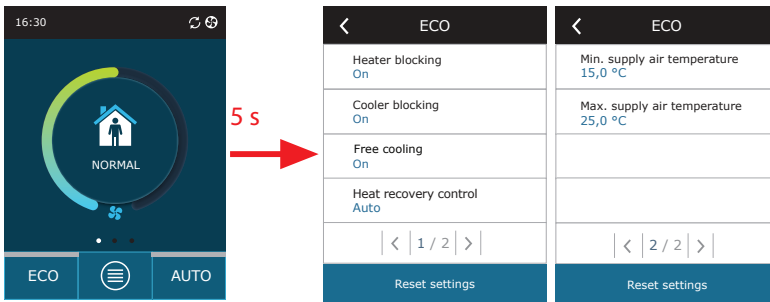 16:30
NORMAL
ECO
AUTO
5 s
ECO
Heater blocking
On
Cooler blocking
On
Free cooling
On
Heat recovery control
Auto
< 1 / 2 >
Reset settings
ECO
Min. supply air temperature
15,0 °C
Max. supply air temperature
25,0 °C
< 2 / 2 >
Reset settings